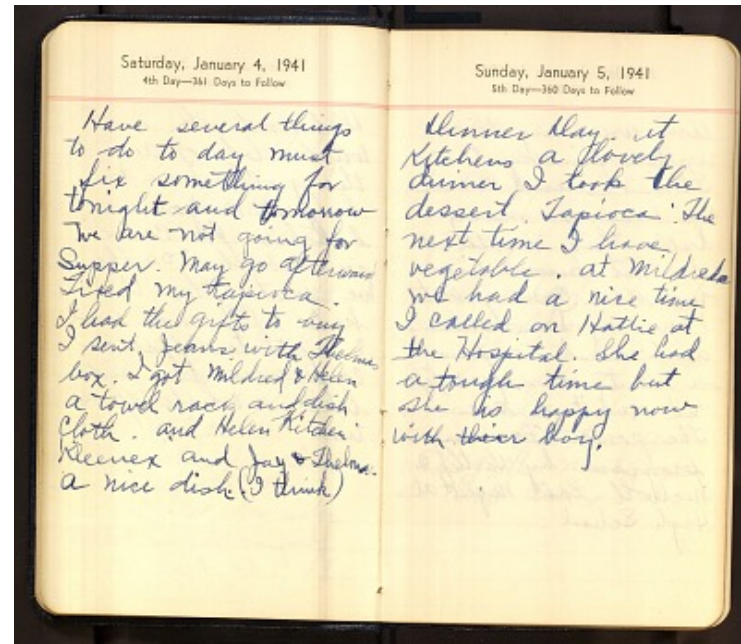 Saturday, January 4, 1941
4th Day—361 Days to Follow
Have several things
to do to day must
fix something for
tonight and tomorrow
we are not going for
Supper. May go afterward
Fixed my tapioca.
I had the gifts to buy
I sent Jeans with Thelmas
box. I got Mildred & Helen
a towel rack and dish
cloth. and Helen Kitchen
Kleenex and Jay & Thelma.
a nice dish. (I think)
Sunday, January 5, 1941
5th Day—360 Days to Follow
Dinner Day. at
Kitchens a lovely
dinner I took the
dessert Tapioca. The
next time I have
vegetable. at Mildreds
we had a nice time
I called on Hattie at
the Hospital. She had
a tough time but
she is happy now
with their boy.